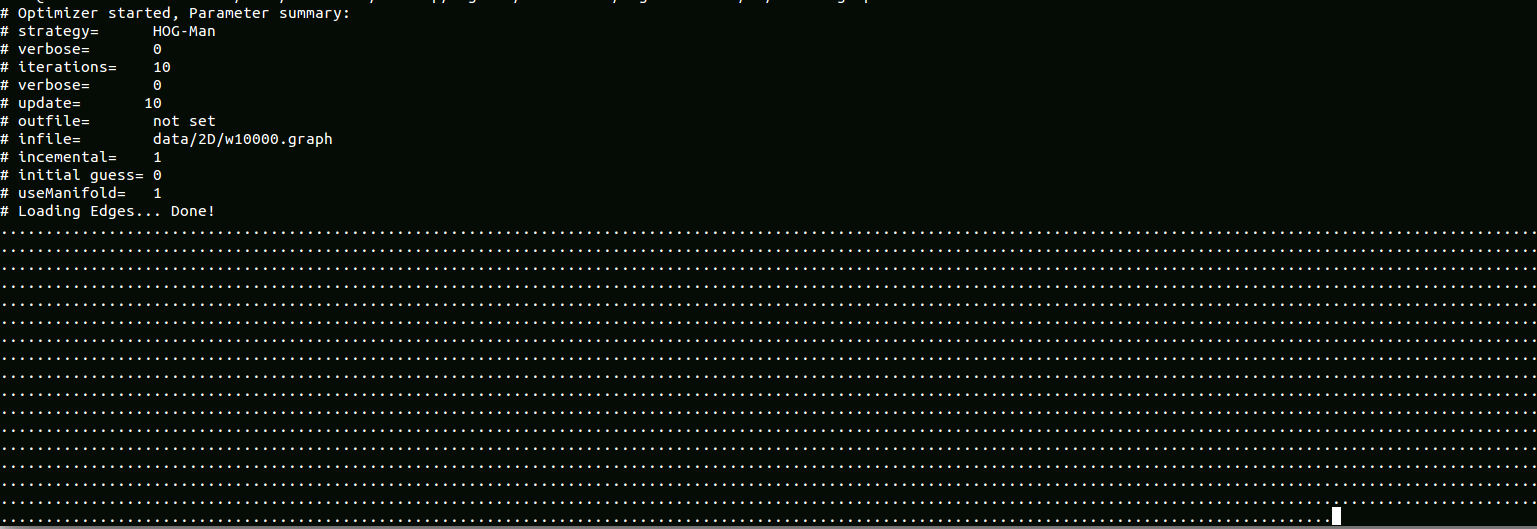 # Optimizer started, Parameter summary:
# strategy=      HOG-Man
# verbose=       0
# iterations=    10
# verbose=       0
# update=       10
# outfile=       not set
# infile=        data/2D/w10000.graph
# incemental=    1
# initial guess= 0
# useManifold=   1
# Loading Edges... Done!